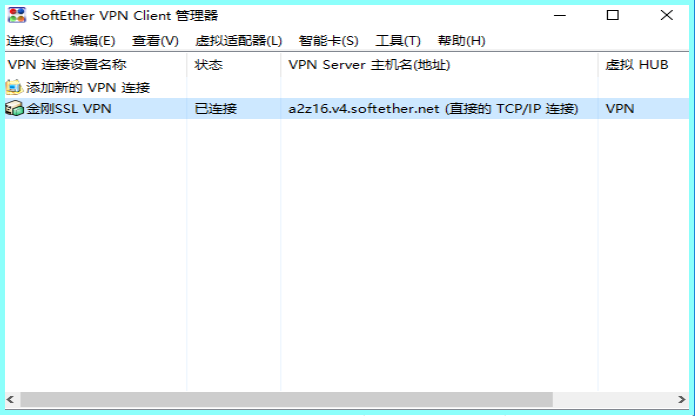 SoftEther VPN Client 管理器
连接(C) 编辑(E) 查看(V) 虚拟适配器(L) 智能卡(S) 工具(T) 帮助(H)
VPN 连接设置名称 状态 VPN Server 主机名(地址) 虚拟 HUB
添加新的 VPN 连接
金刚SSL VPN 已连接 a2z16.v4.softether.net (直接的 TCP/IP 连接) VPN